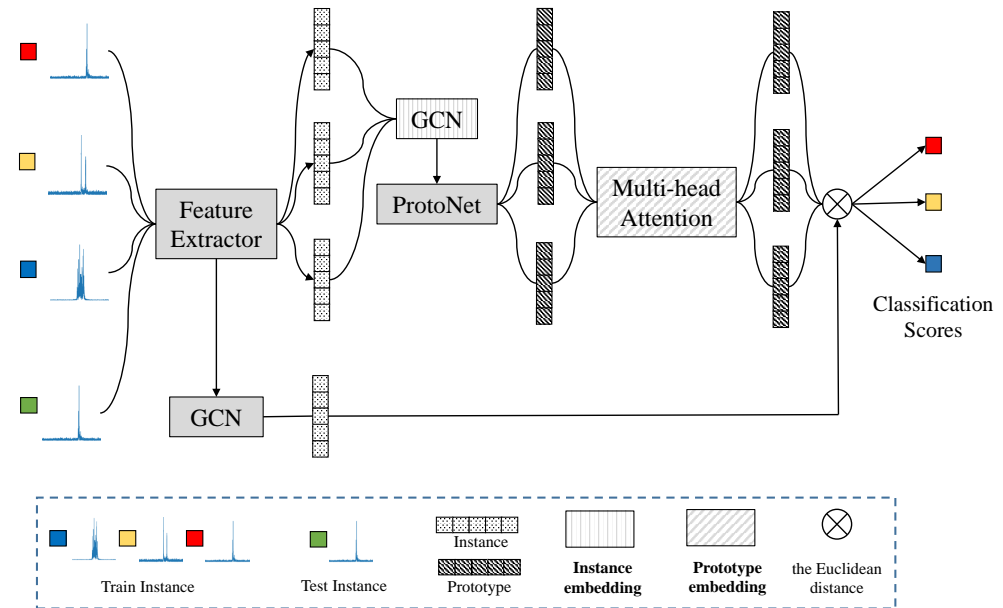 GCN
ProtoNet
Feature
Extractor
Multi-head
Attention
Classification
Scores
GCN
Instance
Prototype
Train Instance
Test Instance
Instance
embedding
Prototype
embedding
the Euclidean
distance